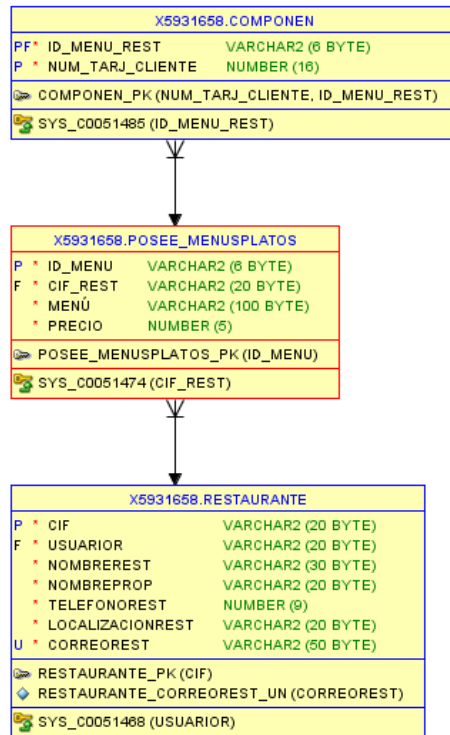 X5931658.COMPONEN
PF* ID_MENU_REST VARCHAR2 (6 BYTE)
P * NUM_TARJ_CLIENTE NUMBER (16)
COMPONEN_PK (NUM_TARJ_CLIENTE, ID_MENU_REST)
SYS_C0051485 (ID_MENU_REST)
X5931658.POSEE_MENUSPLATOS
P * ID_MENU VARCHAR2 (6 BYTE)
F * CIF_REST VARCHAR2 (20 BYTE)
* MENÚ VARCHAR2 (100 BYTE)
* PRECIO NUMBER (5)
POSEE_MENUSPLATOS_PK (ID_MENU)
SYS_C0051474 (CIF_REST)
X5931658.RESTAURANTE
P * CIF VARCHAR2 (20 BYTE)
F * USUARIOR VARCHAR2 (20 BYTE)
* NOMBREREST VARCHAR2 (30 BYTE)
* NOMBREPROP VARCHAR2 (20 BYTE)
* TELEFONOREST NUMBER (9)
* LOCALIZACIONREST VARCHAR2 (20 BYTE)
U * CORREOREST VARCHAR2 (50 BYTE)
RESTAURANTE_PK (CIF)
RESTAURANTE_CORREOREST_UN (CORREOREST)
SYS_C0051468 (USUARIOR)